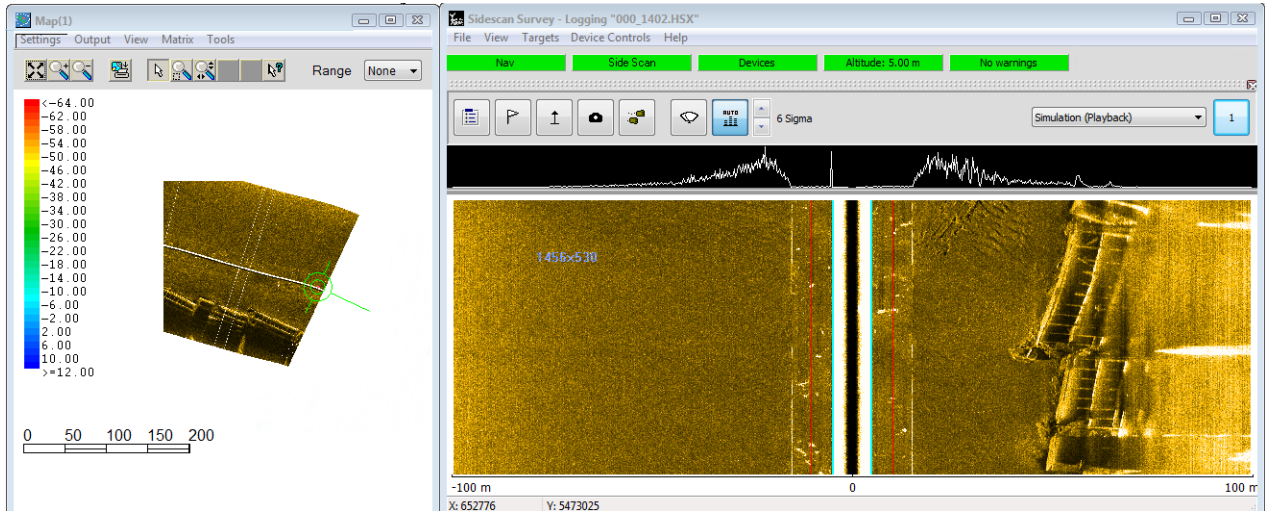 Map(1)
Settings Output View Matrix Tools
Range None
<-64.00
-62.00
-58.00
-54.00
-50.00
-46.00
-42.00
-38.00
-34.00
-30.00
-26.00
-22.00
-18.00
-14.00
-10.00
-6.00
-2.00
2.00
6.00
10.00
>=12.00
0 50 100 150 200
Sidescan Survey - Logging "000_1402.HSX"
File View Targets Device Controls Help
Nav Side Scan Devices Altitude: 5.00 m No warnings
AUTO 6 Sigma Simulation (Playback) 1
1456×530
-100 m 0 100 m
X: 652776 Y: 5473025